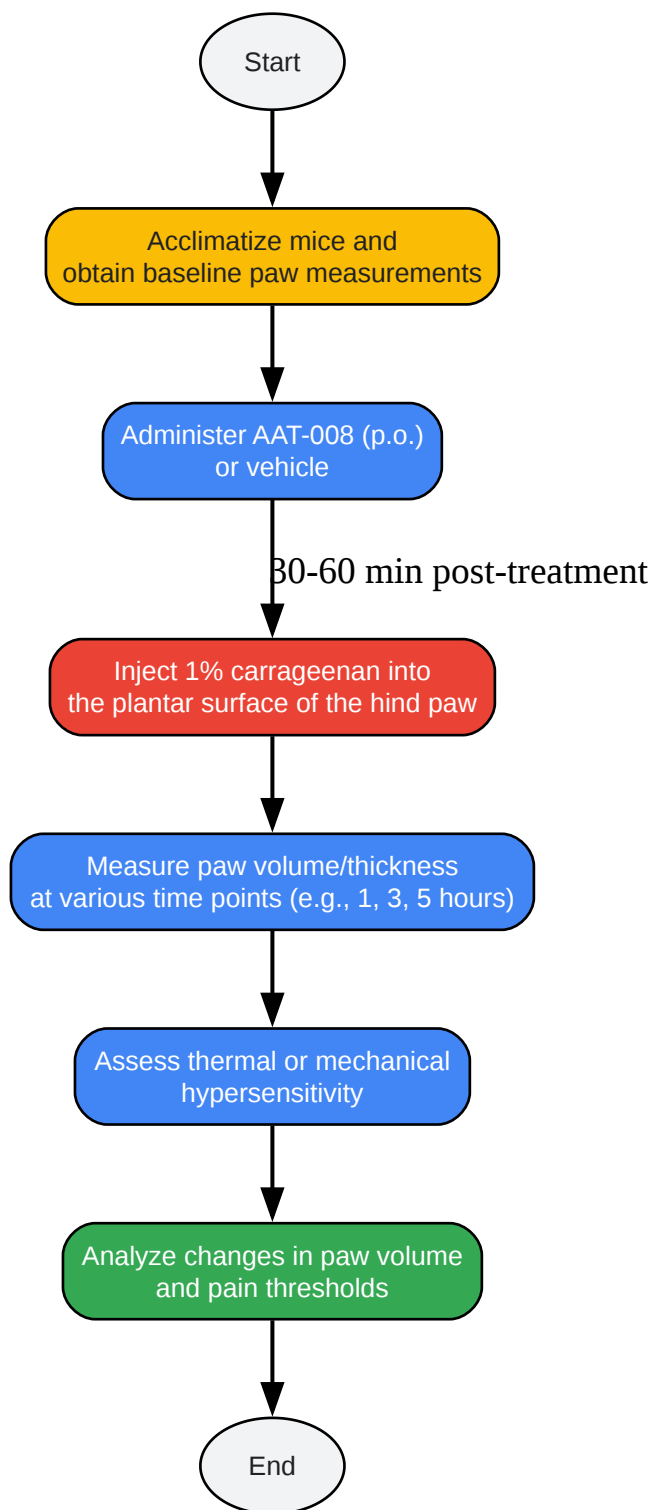 Start
Acclimatize mice and
obtain baseline paw measurements
Administer AAT-008 (p.o.)
or vehicle
30-60 min post-treatment
Inject 1% carrageenan into
the plantar surface of the hind paw
Measure paw volume/thickness
at various time points (e.g., 1, 3, 5 hours)
Assess thermal or mechanical
hypersensitivity
Analyze changes in paw volume
and pain thresholds
End